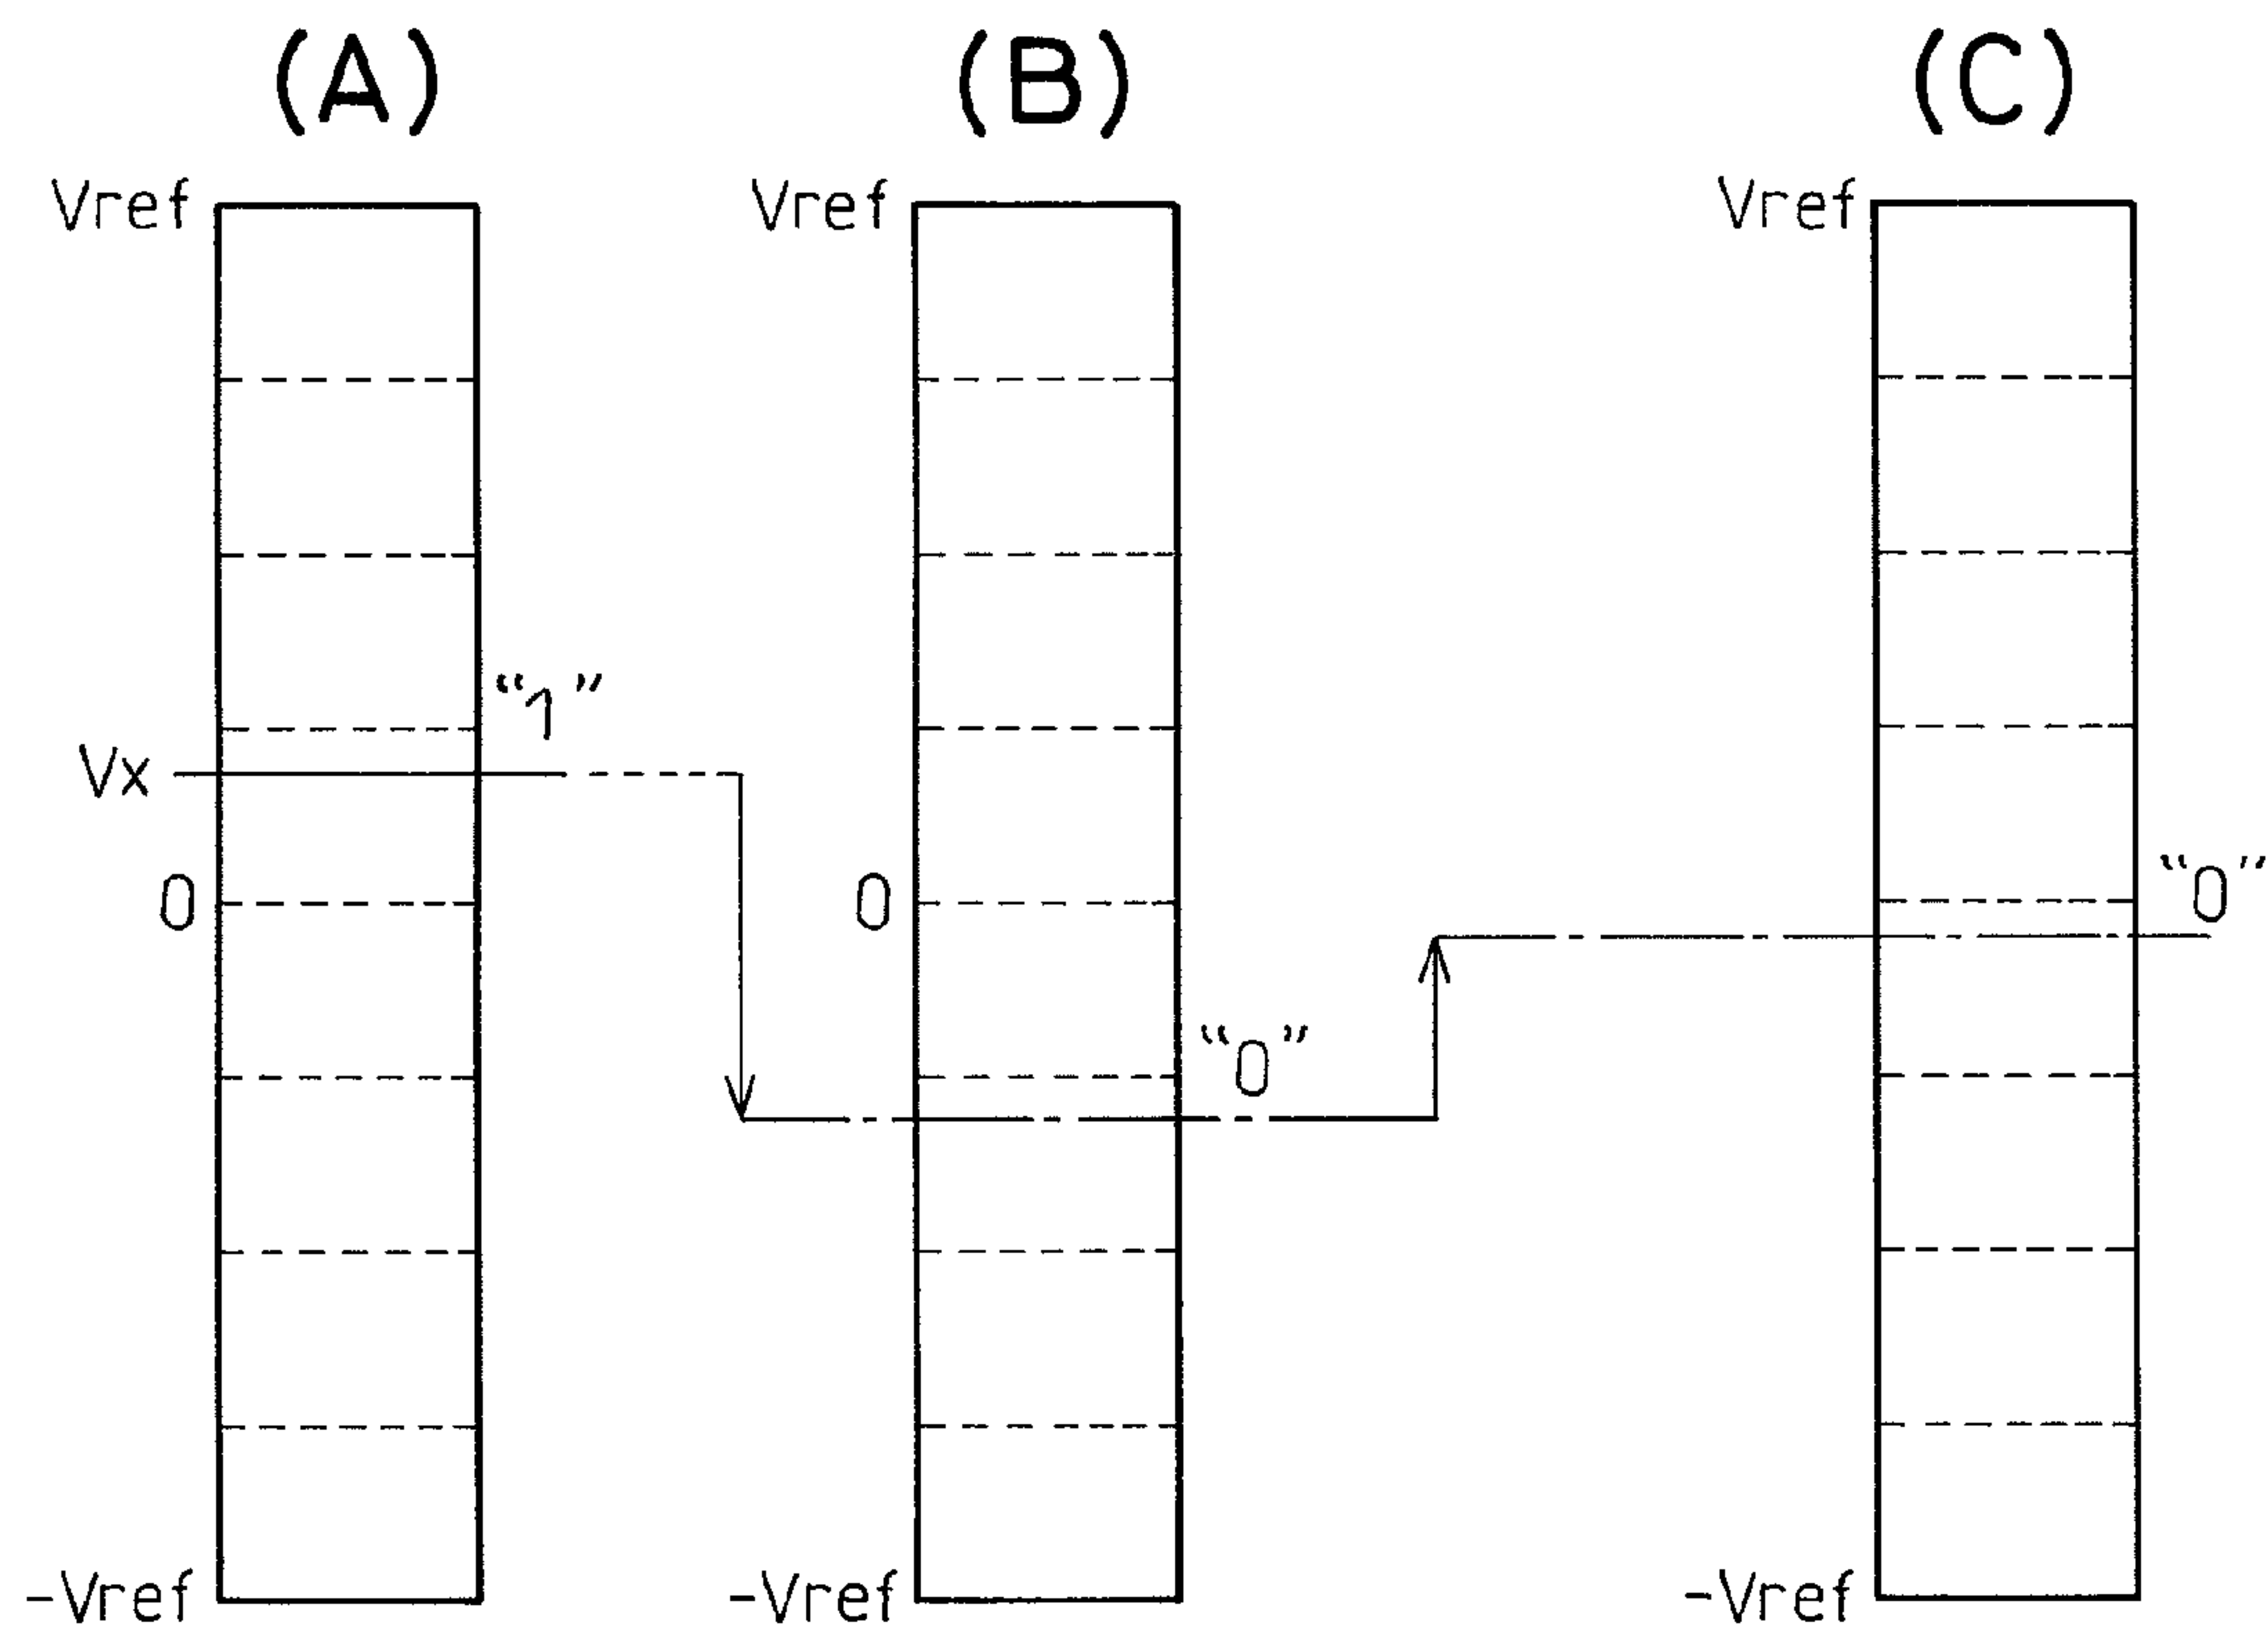 (A) (B) (C)
Vref Vref Vref
“1”
Vx
0 0 “0”
“0”
-Vref -Vref -Vref